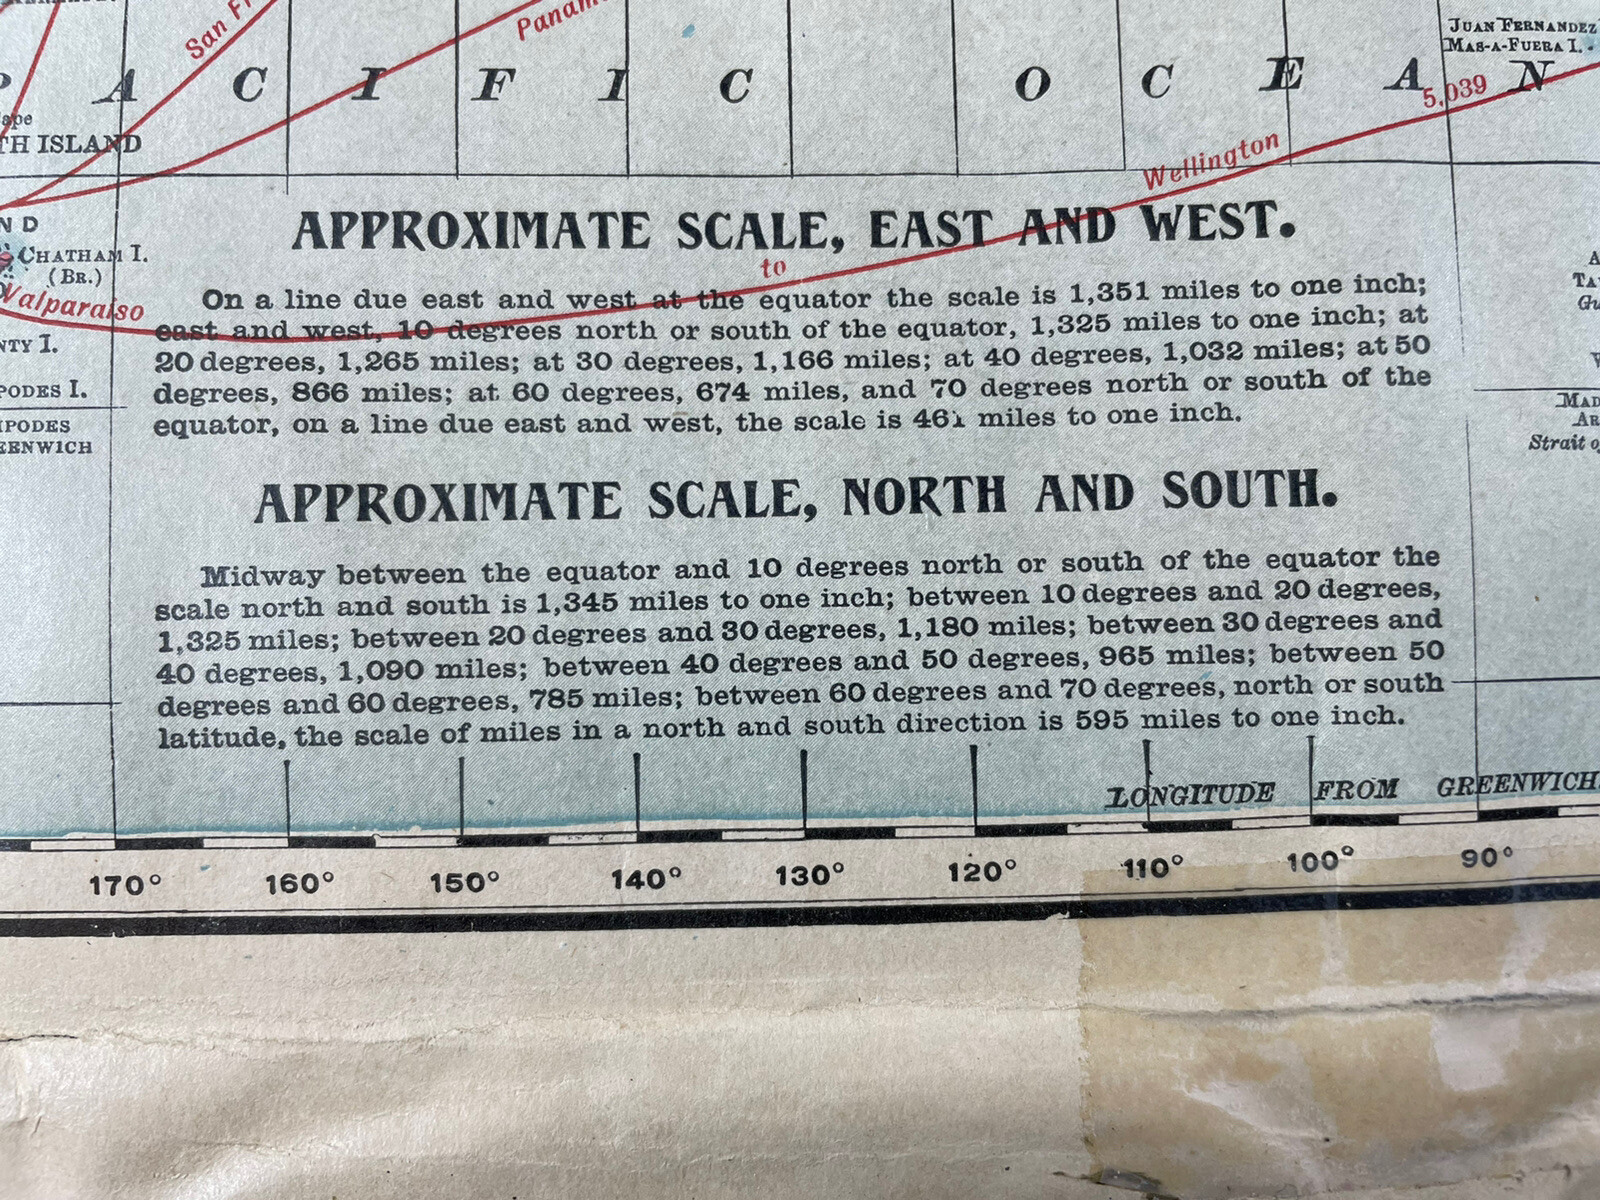 San
Panam
JUAN FERNANDEZ
MAS-A-FUERA I.
A C I F I C O C E A N
5,039
TH ISLAND
Wellington
N D
CHATHAM I.
(BR.)
Valparaiso
to
APPROXIMATE SCALE, EAST AND WEST.
On a line due east and west at the equator the scale is 1,351 miles to one inch;
east and west, 10 degrees north or south of the equator, 1,325 miles to one inch; at
20 degrees, 1,265 miles; at 30 degrees, 1,166 miles; at 40 degrees, 1,032 miles; at 50
degrees, 866 miles; at 60 degrees, 674 miles, and 70 degrees north or south of the
equator, on a line due east and west, the scale is 461 miles to one inch.
NTY I.
PODES I.
IPODES
EENWICH
MAD
AR
Strait o
APPROXIMATE SCALE, NORTH AND SOUTH.
Midway between the equator and 10 degrees north or south of the equator the
scale north and south is 1,345 miles to one inch; between 10 degrees and 20 degrees,
1,325 miles; between 20 degrees and 30 degrees, 1,180 miles; between 30 degrees and
40 degrees, 1,090 miles; between 40 degrees and 50 degrees, 965 miles; between 50
degrees and 60 degrees, 785 miles; between 60 degrees and 70 degrees, north or south
latitude, the scale of miles in a north and south direction is 595 miles to one inch.
LONGITUDE FROM GREENWICH.
170° 160° 150° 140° 130° 120° 110° 100° 90°